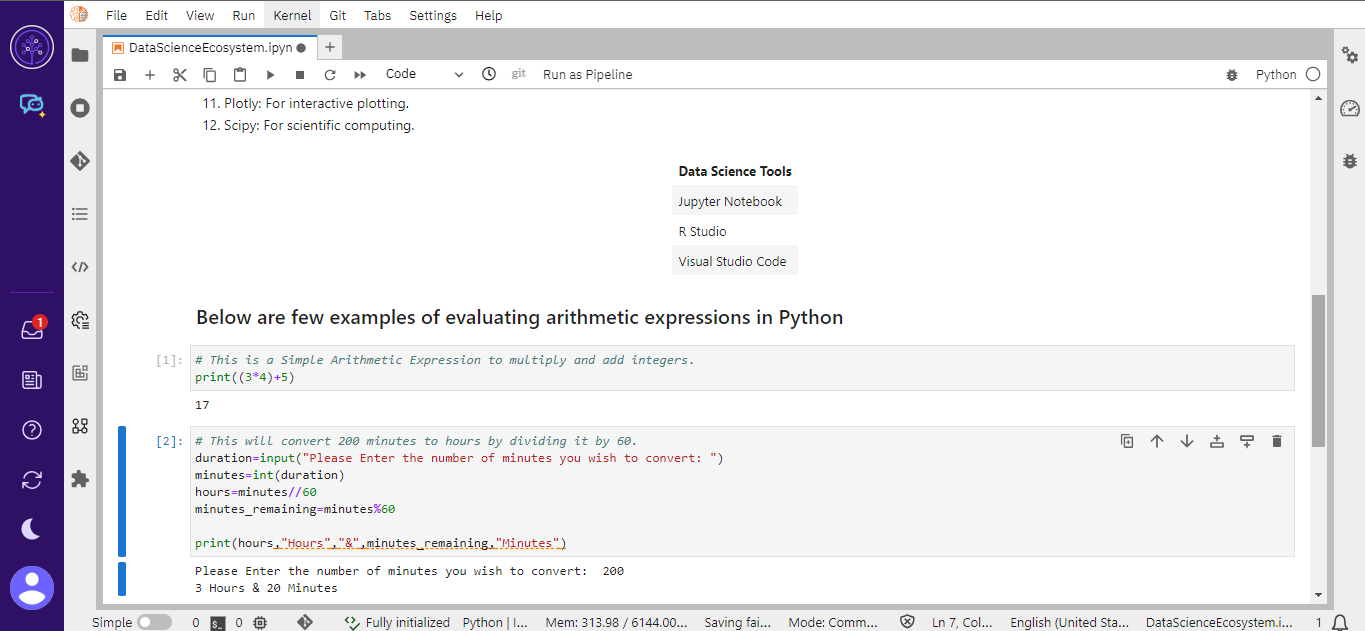 File Edit View Run Kernel Git Tabs Settings Help
DataScienceEcosystem.ipyn
Code git Run as Pipeline Python
11. Plotly: For interactive plotting.
12. Scipy: For scientific computing.
Data Science Tools
Jupyter Notebook
R Studio
Visual Studio Code
1
Below are few examples of evaluating arithmetic expressions in Python
[1]: # This is a Simple Arithmetic Expression to multiply and add integers.
print((3*4)+5)
17
[2]: # This will convert 200 minutes to hours by dividing it by 60.
duration=input("Please Enter the number of minutes you wish to convert: ")
minutes=int(duration)
hours=minutes//60
minutes_remaining=minutes%60
print(hours,"Hours","&",minutes_remaining,"Minutes")
Please Enter the number of minutes you wish to convert: 200
3 Hours & 20 Minutes
Simple 0 $_ 0 Fully initialized Python | I... Mem: 313.98 / 6144.00... Saving fai... Mode: Comm... Ln 7, Col... English (United Sta... DataScienceEcosystem.i... 1